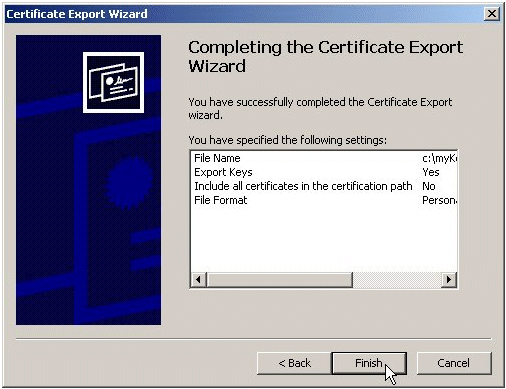 Certificate Export Wizard
Completing the Certificate Export
Wizard
You have successfully completed the Certificate Export
wizard.
You have specified the following settings:
File Name c:\myKe
Export Keys Yes
Include all certificates in the certification path No
File Format Persona
< Back Finish Cancel